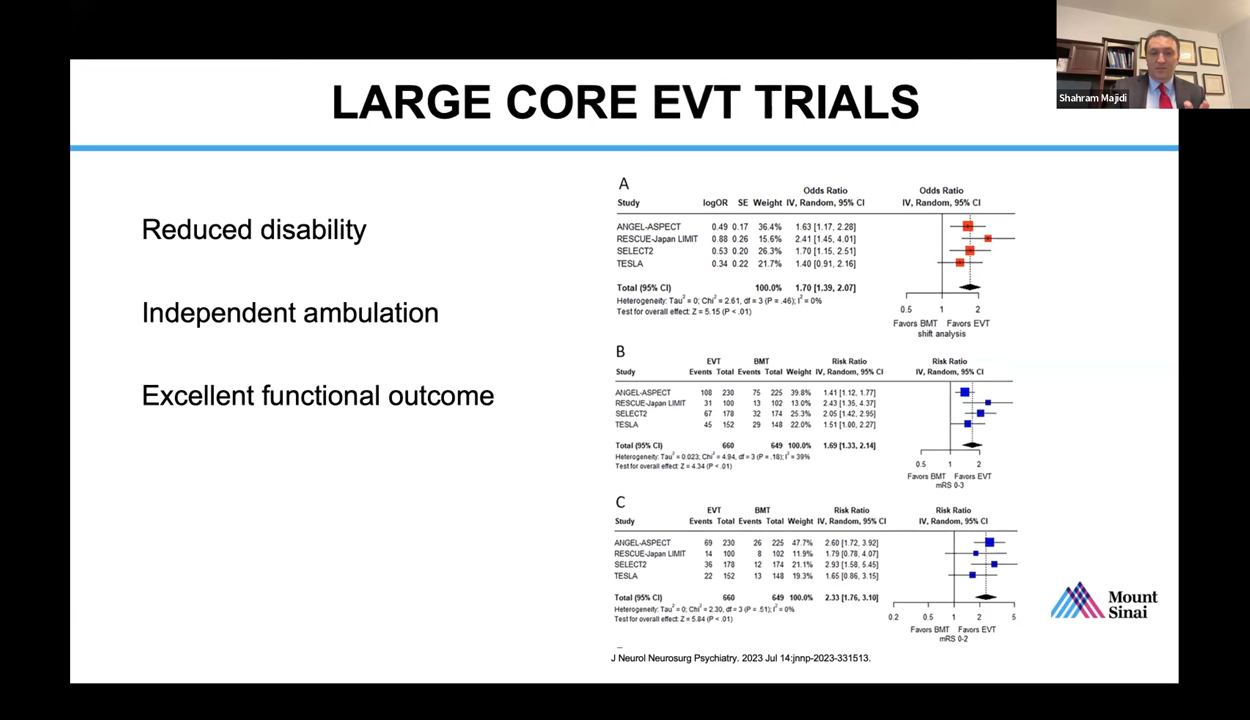 Shahram Majidi
LARGE CORE EVT TRIALS
Reduced disability
Independent ambulation
Excellent functional outcome
A
Odds Ratio Odds Ratio
Study logOR SE Weight IV, Random, 95% CI IV, Random, 95% CI
ANGEL-ASPECT 0.49 0.17 36.4% 1.63 [1.17, 2.28]
RESCUE-Japan LIMIT 0.88 0.26 15.6% 2.41 [1.45, 4.01]
SELECT2 0.53 0.20 26.3% 1.70 [1.15, 2.51]
TESLA 0.34 0.22 21.7% 1.40 [0.91, 2.16]
Total (95% CI) 100.0% 1.70 [1.39, 2.07]
Heterogeneity: Tau² = 0; Chi² = 2.61, df = 3 (P = .46); I² = 0%
Test for overall effect: Z = 5.15 (P < .01)
0.5 1 2
Favors BMT Favors EVT
shift analysis
B
EVT BMT Risk Ratio Risk Ratio
Study Events Total Events Total Weight IV, Random, 95% CI IV, Random, 95% CI
ANGEL-ASPECT 108 230 75 225 39.8% 1.41 [1.12, 1.77]
RESCUE-Japan LIMIT 31 100 13 102 13.0% 2.43 [1.35, 4.37]
SELECT2 67 178 32 174 25.3% 2.05 [1.42, 2.95]
TESLA 45 152 29 148 22.0% 1.51 [1.00, 2.27]
Total (95% CI) 660 649 100.0% 1.69 [1.33, 2.14]
Heterogeneity: Tau² = 0.023; Chi² = 4.94, df = 3 (P = .18); I² = 39%
Test for overall effect: Z = 4.34 (P < .01)
0.5 1 2
Favors BMT Favors EVT
mRS 0-3
C
EVT BMT Risk Ratio Risk Ratio
Study Events Total Events Total Weight IV, Random, 95% CI IV, Random, 95% CI
ANGEL-ASPECT 69 230 26 225 47.7% 2.60 [1.72, 3.92]
RESCUE-Japan LIMIT 14 100 8 102 11.9% 1.79 [0.78, 4.07]
SELECT2 36 178 12 174 21.1% 2.93 [1.58, 5.45]
TESLA 22 152 13 148 19.3% 1.65 [0.86, 3.15]
Total (95% CI) 660 649 100.0% 2.33 [1.76, 3.10]
Heterogeneity: Tau² = 0; Chi² = 2.30, df = 3 (P = .51); I² = 0%
Test for overall effect: Z = 5.84 (P < .01)
0.2 0.5 1 2 5
Favors BMT Favors EVT
mRS 0-2
J Neurol Neurosurg Psychiatry. 2023 Jul 14:jnnp-2023-331513.
Mount
Sinai